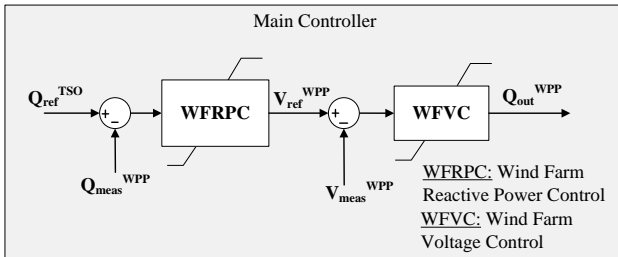 Main Controller
Q_ref^TSO
+
−
WFRPC
V_ref^WPP
+
−
WFVC
Q_out^WPP
Q_meas^WPP
V_meas^WPP
WFRPC: Wind Farm
Reactive Power Control
WFVC: Wind Farm
Voltage Control